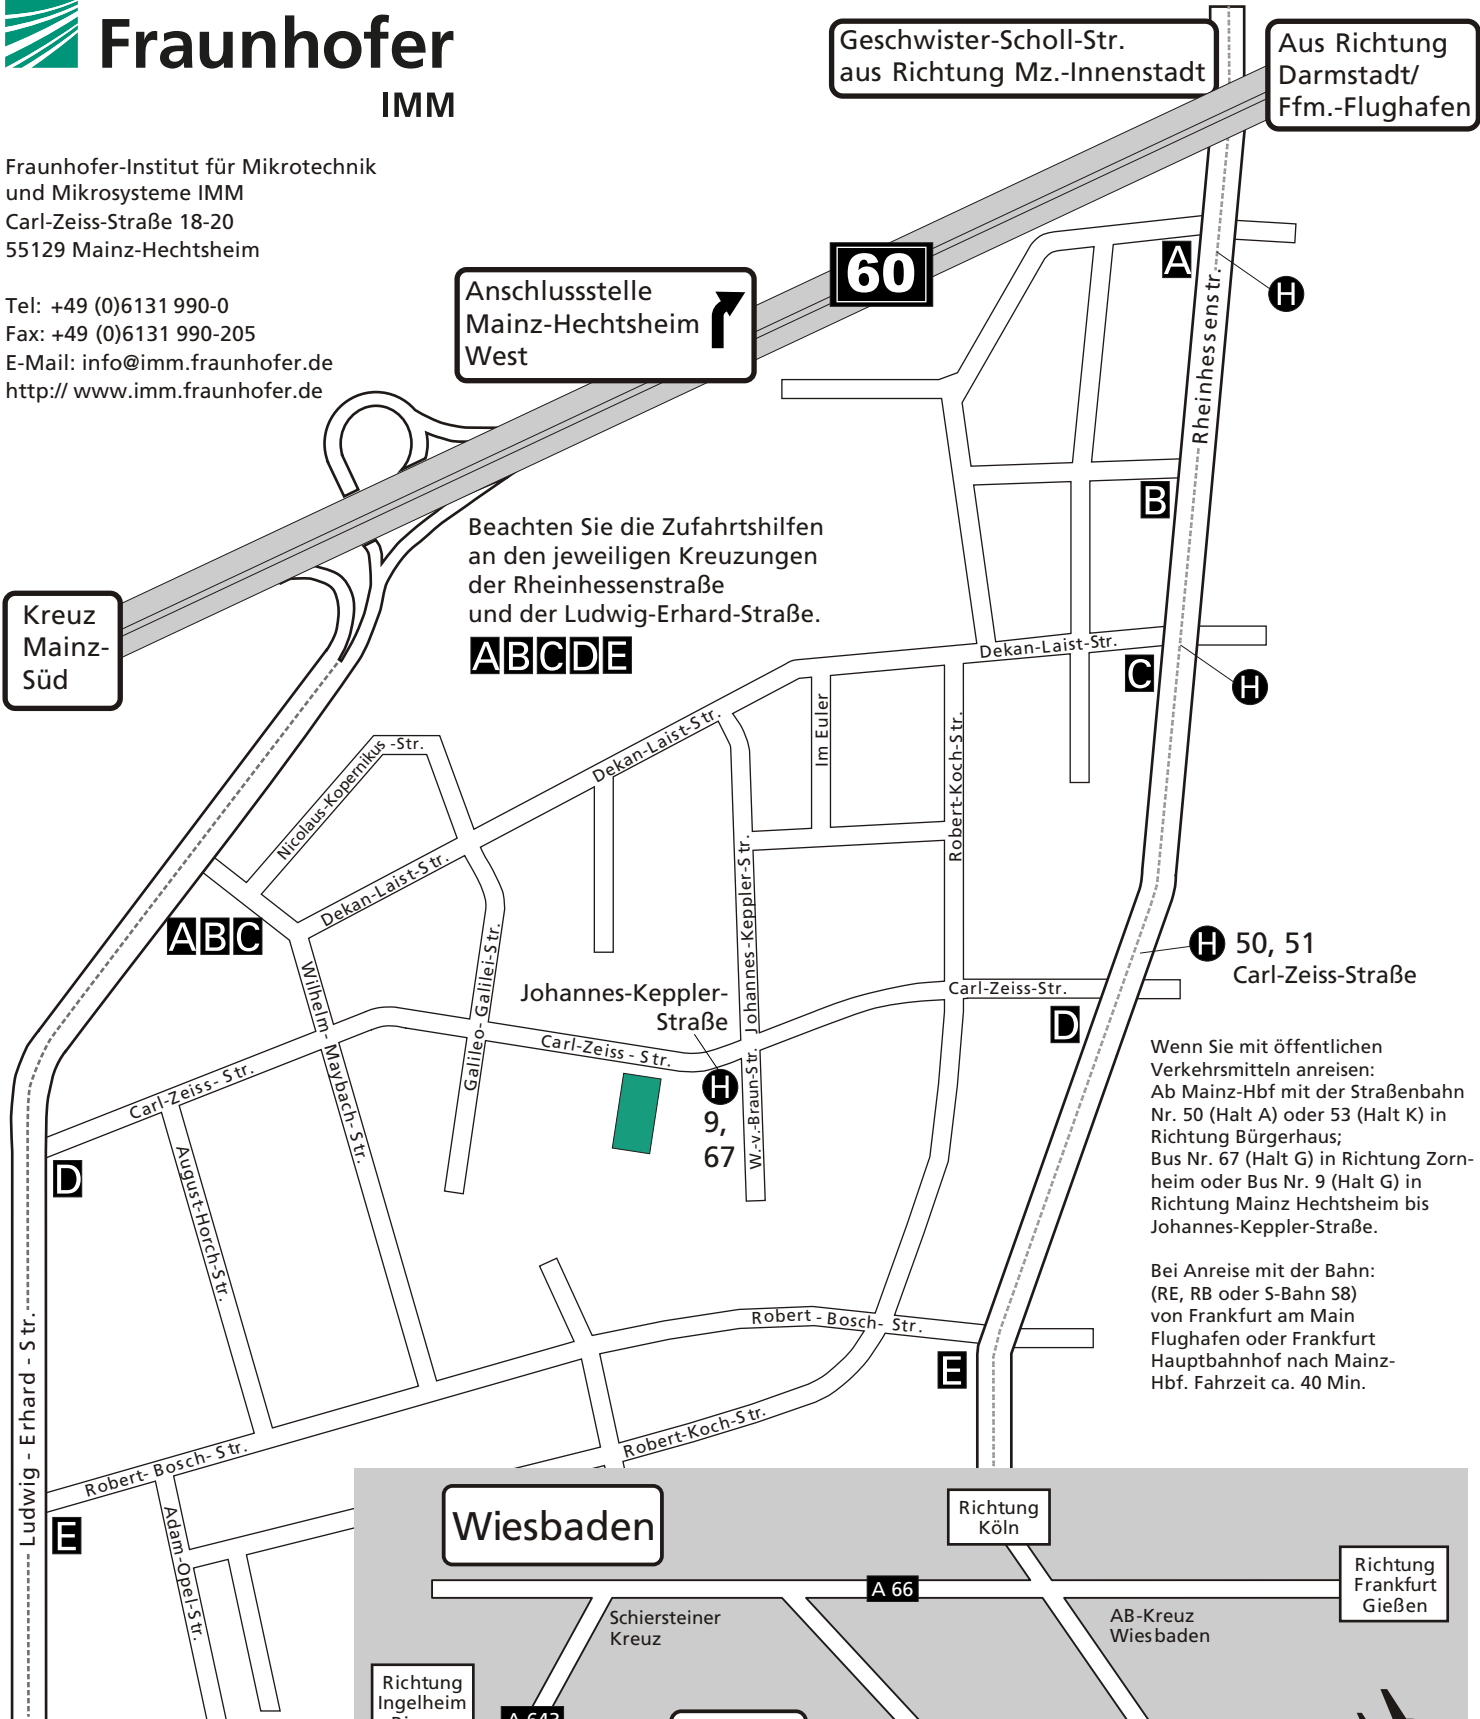 Fraunhofer
IMM
Fraunhofer-Institut für Mikrotechnik
und Mikrosysteme IMM
Carl-Zeiss-Straße 18-20
55129 Mainz-Hechtsheim
Tel: +49 (0)6131 990-0
Fax: +49 (0)6131 990-205
E-Mail: info@imm.fraunhofer.de
http:// www.imm.fraunhofer.de
Geschwister-Scholl-Str.
aus Richtung Mz.-Innenstadt
Aus Richtung
Darmstadt/
Ffm.-Flughafen
60
Anschlussstelle
Mainz-Hechtsheim
West
A
H
Rheinhessenstr.
B
Beachten Sie die Zufahrtshilfen
an den jeweiligen Kreuzungen
der Rheinhessenstraße
und der Ludwig-Erhard-Straße.
ABCDE
Kreuz
Mainz-
Süd
Dekan-Laist-Str.
C
H
Dekan-Laist-Str.
Im Euler
Robert-Koch-Str.
Nicolaus-Kopernikus -Str.
Dekan-Laist-Str.
ABC
Johannes-Keppler-Str.
Wilhelm- Maybach-Str.
Galileo- Galilei-Str.
Johannes-Keppler-
Straße
H
9,
67
Carl-Zeiss - Str.
Carl-Zeiss-Str.
H 50, 51
Carl-Zeiss-Straße
D
Carl-Zeiss- Str.
W.-v.-Braun-Str.
D
August-Horch-Str.
Wenn Sie mit öffentlichen
Verkehrsmitteln anreisen:
Ab Mainz-Hbf mit der Straßenbahn
Nr. 50 (Halt A) oder 53 (Halt K) in
Richtung Bürgerhaus;
Bus Nr. 67 (Halt G) in Richtung Zorn-
heim oder Bus Nr. 9 (Halt G) in
Richtung Mainz Hechtsheim bis
Johannes-Keppler-Straße.
Bei Anreise mit der Bahn:
(RE, RB oder S-Bahn S8)
von Frankfurt am Main
Flughafen oder Frankfurt
Hauptbahnhof nach Mainz-
Hbf. Fahrzeit ca. 40 Min.
Robert - Bosch- Str.
E
Ludwig - Erhard - Str.
Robert-Koch-Str.
Robert- Bosch-Str.
E
Adam-Opel-Str.
Wiesbaden
Richtung
Köln
A 66
Richtung
Frankfurt
Gießen
Schiersteiner
Kreuz
AB-Kreuz
Wiesbaden
Richtung
Ingelheim
A 643